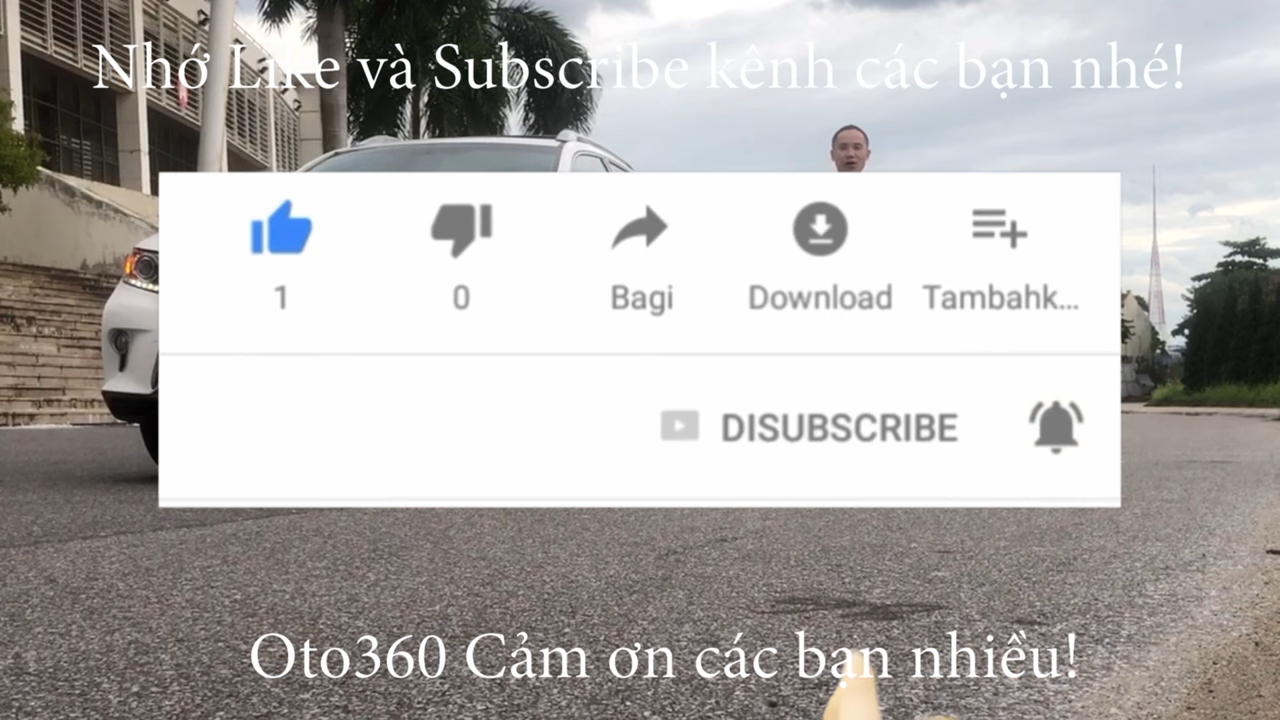 Nhớ Like và Subscribe kênh các bạn nhé!
1 0 Bagi Download Tambahk...
DISUBSCRIBE
Oto360 Cảm ơn các bạn nhiều!